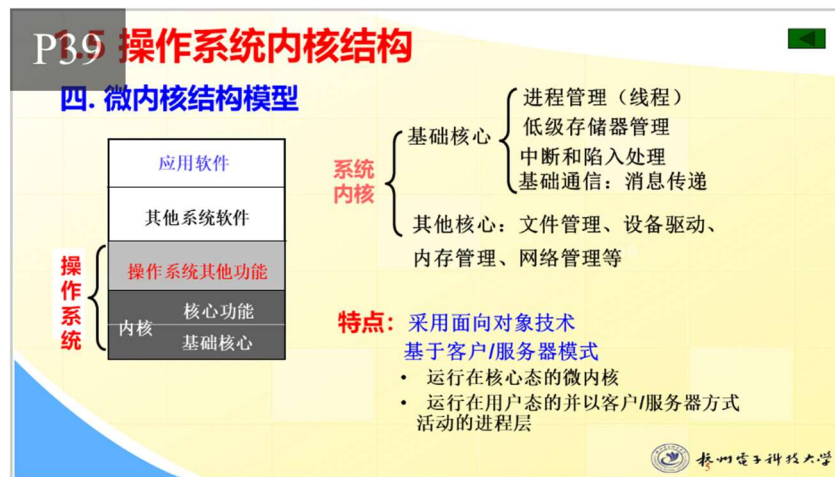 P39
1.5 操作系统内核结构
四. 微内核结构模型
应用软件
其他系统软件
操作系统其他功能
内核
核心功能
基础核心
操作系统
系统内核
基础核心
进程管理（线程）
低级存储器管理
中断和陷入处理
基础通信：消息传递
其他核心：文件管理、设备驱动、
内存管理、网络管理等
特点：采用面向对象技术
基于客户/服务器模式
• 运行在核心态的微内核
• 运行在用户态的并以客户/服务器方式
活动的进程层
杭州电子科技大学
5